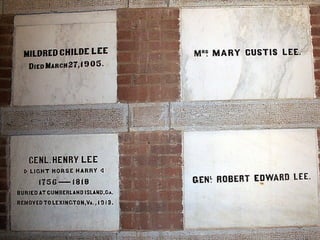 MILDRED CHILDE LEE
DIED MARCH 27, 1905.
MRS MARY CUSTIS LEE.
GENL. HENRY LEE
LIGHT HORSE HARRY
1756—1818
BURIED AT CUMBERLAND ISLAND, GA.
REMOVED TO LEXINGTON, VA., 1913.
GENL ROBERT EDWARD LEE.